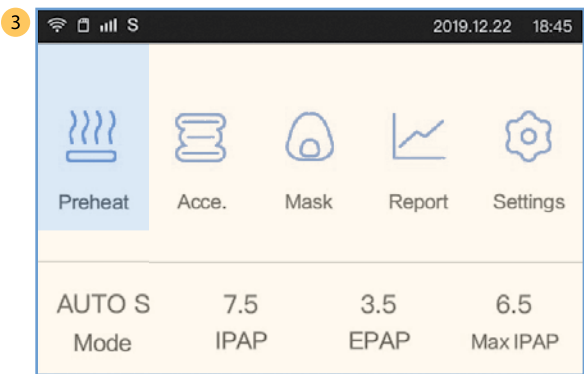 3
S 2019.12.22 18:45
Preheat Acce. Mask Report Settings
AUTO S 7.5 3.5 6.5
Mode IPAP EPAP Max IPAP